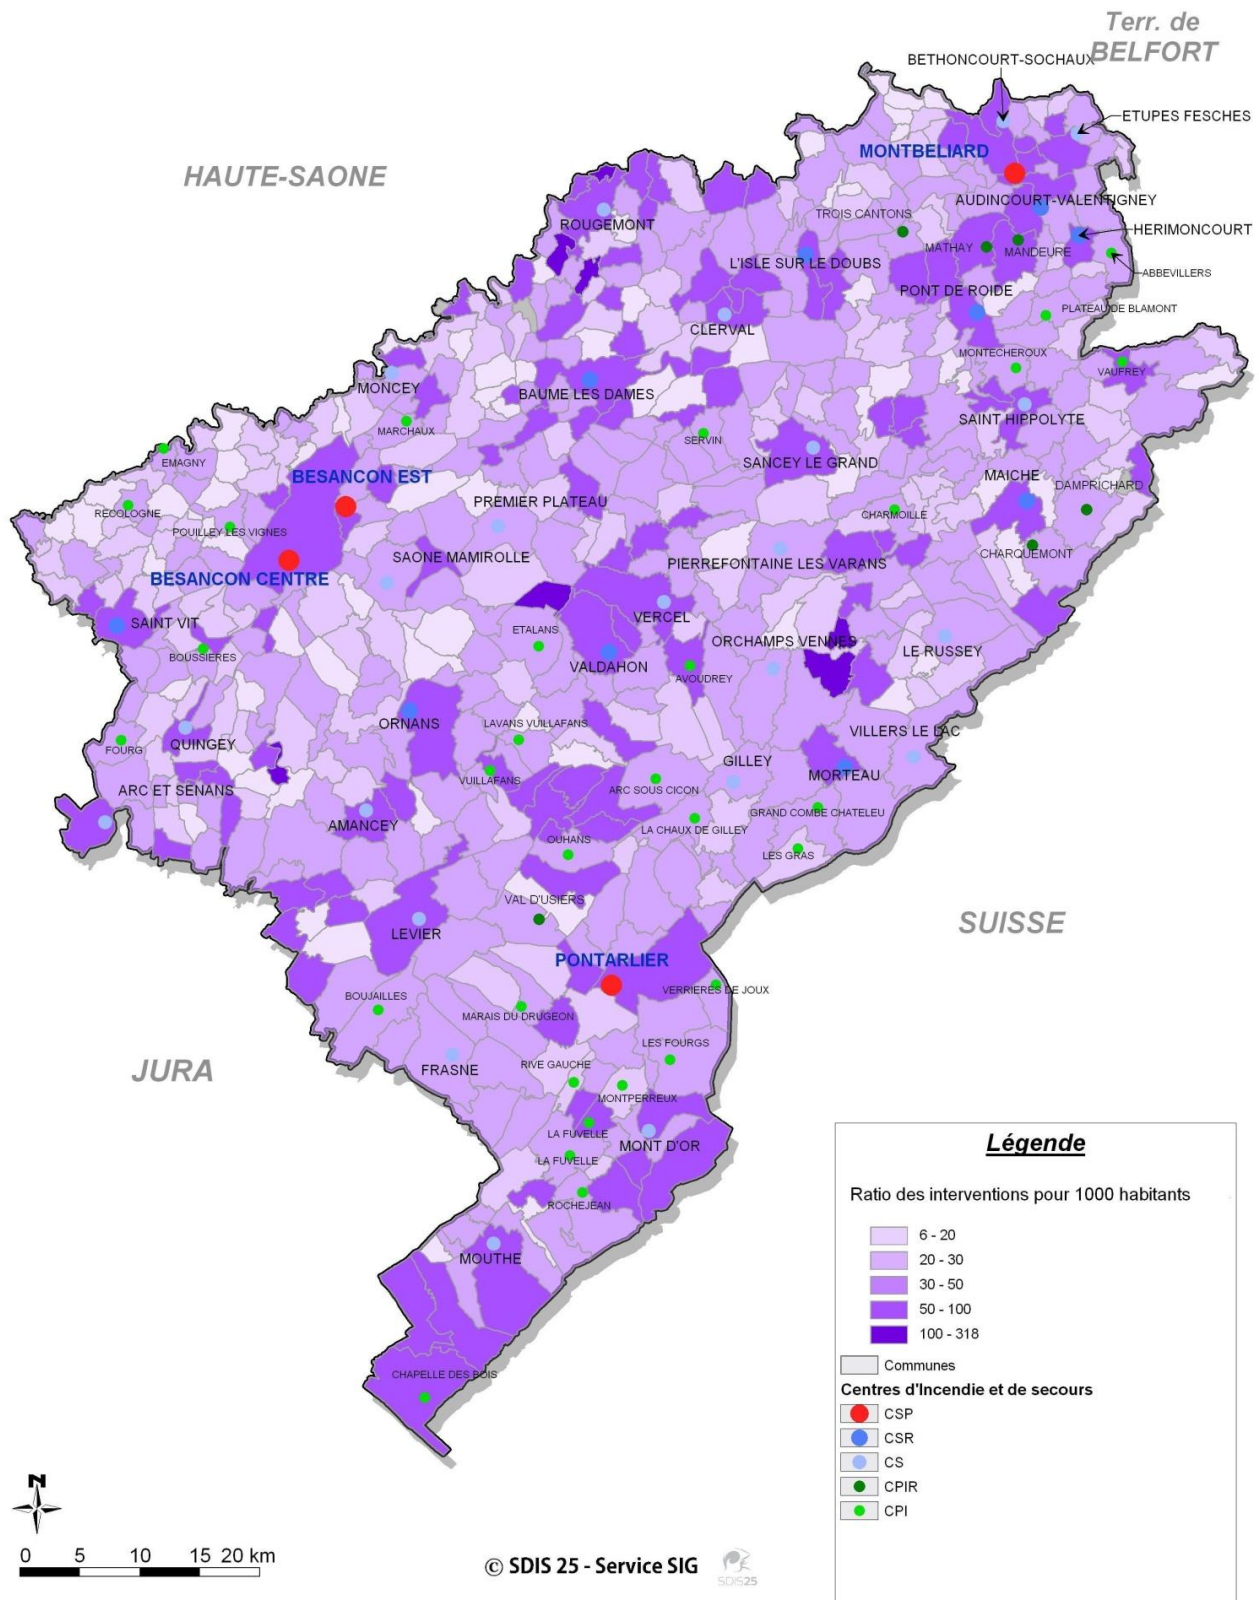 Terr. de
BELFORT
BETHONCOURT-SOCHAUX
ETUPES FESCHES
HAUTE-SAONE
MONTBELIARD
AUDINCOURT-VALENTIGNEY
TROIS CANTONS
ROUGEMONT
HERIMONCOURT
MATHAY
MANDEURE
L'ISLE SUR LE DOUBS
ABBEVILLERS
PONT DE ROIDE
PLATEAU DE BLAMONT
CLERVAL
MONTECHEROUX
VAUFREY
MONCEY
BAUME LES DAMES
SAINT HIPPOLYTE
MARCHAUX
SERVIN
EMAGNY
SANCEY LE GRAND
BESANCON EST
MAICHE
DAMPRICHARD
PREMIER PLATEAU
RECOLOGNE
CHARMOILLE
POUILLEY LES VIGNES
SAONE MAMIROLLE
PIERREFONTAINE LES VARANS
CHARQUEMONT
BESANCON CENTRE
VERCEL
SAINT VIT
ETALANS
ORCHAMPS VENNES
LE RUSSEY
BOUSSIERES
VALDAHON
AVOUDREY
ORNANS
LAVANS VUILLAFANS
VILLERS LE LAC
FOURG
QUINGEY
GILLEY
VUILLAFANS
MORTEAU
ARC ET SENANS
ARC SOUS CICON
AMANCEY
GRAND COMBE CHATELEU
LA CHAUX DE GILLEY
OUHANS
LES GRAS
VAL D'USIERS
SUISSE
LEVIER
PONTARLIER
VERRIERES DE JOUX
BOUJAILLES
MARAIS DU DRUGEON
JURA
LES FOURGS
FRASNE
RIVE GAUCHE
MONTPERREUX
LA FUVELLE
MONT D'OR
LA FUVELLE
ROCHEJEAN
MOUTHE
CHAPELLE DES BOIS
Légende
Ratio des interventions pour 1000 habitants
6 - 20
20 - 30
30 - 50
50 - 100
100 - 318
Communes
Centres d'Incendie et de secours
CSP
CSR
CS
CPIR
CPI
N
0 5 10 15 20 km
© SDIS 25 - Service SIG
SDIS25